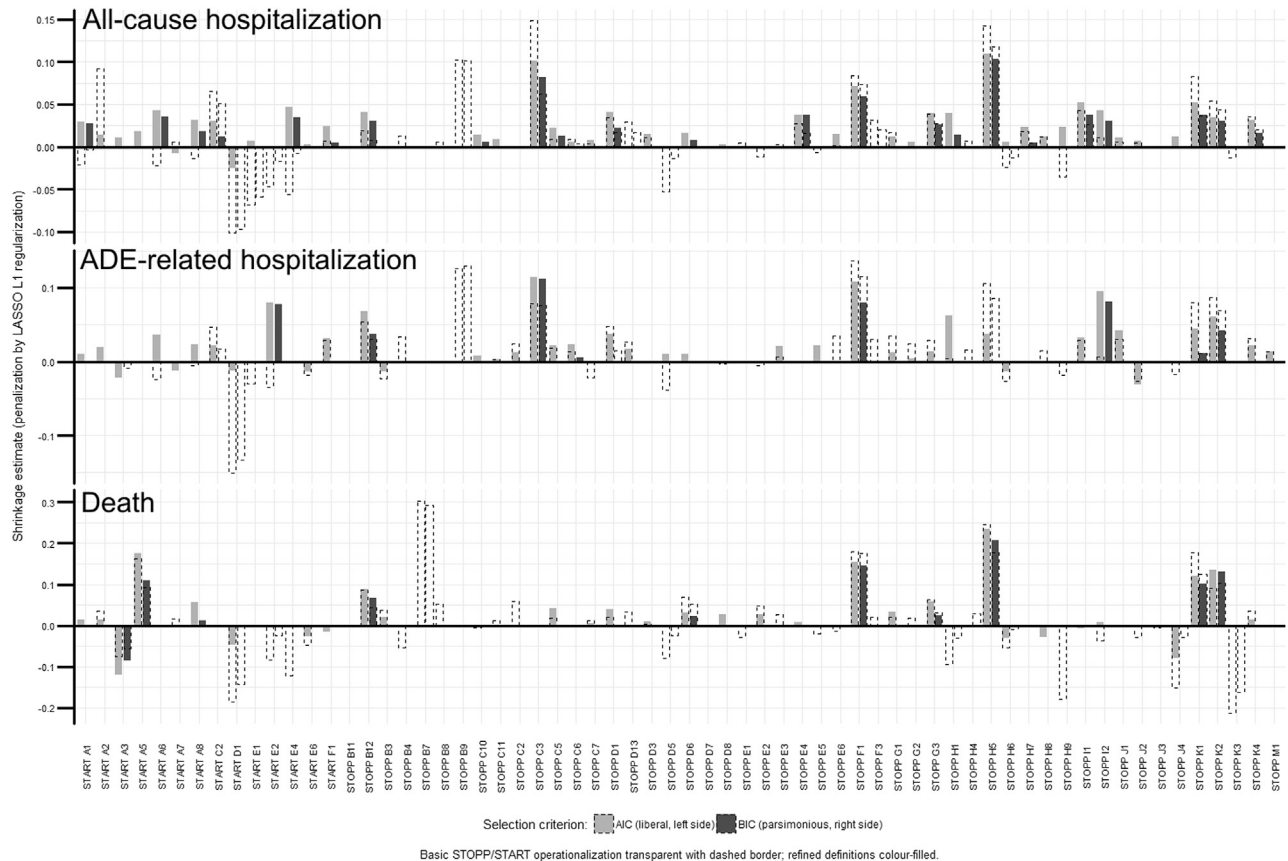 All-cause hospitalization
0.15
0.10
0.05
0.00
-0.05
-0.10
ADE-related hospitalization
0.1
0.0
-0.1
Death
0.3
0.2
0.1
0.0
-0.1
-0.2
Shrinkage estimate (penalization by LASSO L1 regularization)
START A1
START A2
START A3
START A5
START A6
START A7
START A8
START C2
START D1
START E1
START E2
START E4
START E6
START F1
STOPP B11
STOPP B12
STOPP B3
STOPP B4
STOPP B7
STOPP B8
STOPP B9
STOPP C10
STOPP C11
STOPP C2
STOPP C3
STOPP C5
STOPP C6
STOPP C7
STOPP D1
STOPP D13
STOPP D3
STOPP D5
STOPP D6
STOPP D7
STOPP D8
STOPP E1
STOPP E2
STOPP E3
STOPP E4
STOPP E5
STOPP E6
STOPP F1
STOPP F3
STOPP G1
STOPP G2
STOPP G3
STOPP H1
STOPP H4
STOPP H5
STOPP H6
STOPP H7
STOPP H8
STOPP H9
STOPP I1
STOPP I2
STOPP J1
STOPP J2
STOPP J3
STOPP J4
STOPP K1
STOPP K2
STOPP K3
STOPP K4
STOPP M1
Selection criterion: AIC (liberal, left side) BIC (parsimonious, right side)
Basic STOPP/START operationalization transparent with dashed border; refined definitions colour-filled.